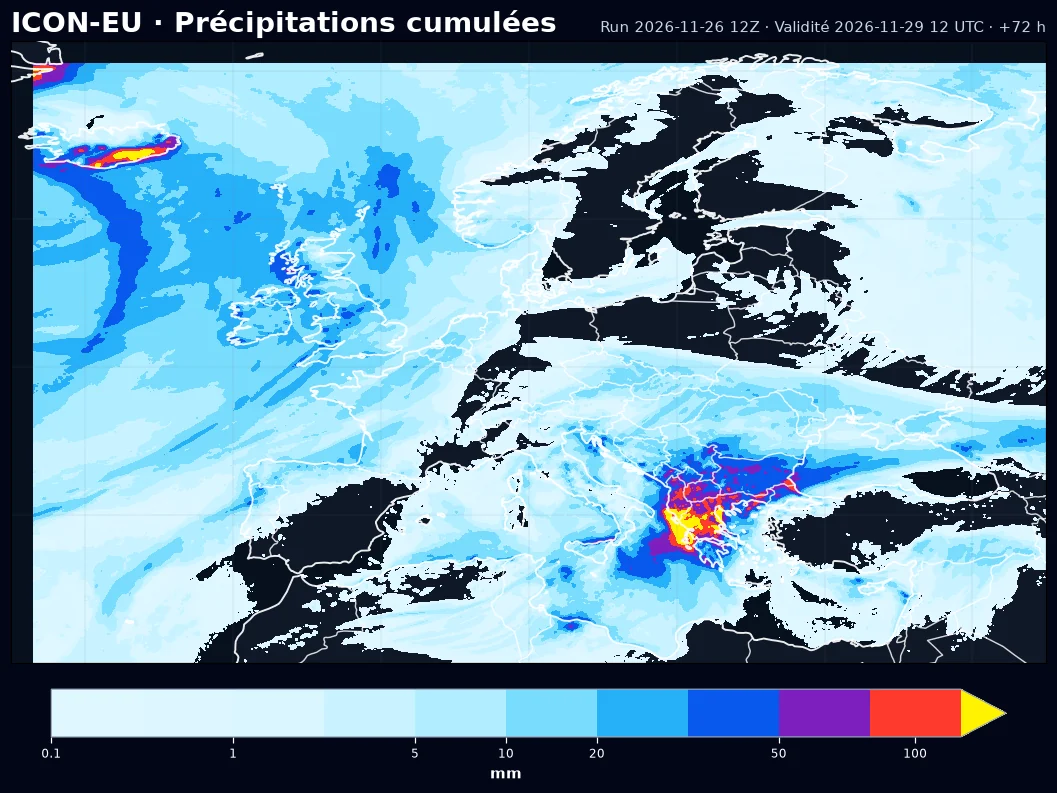 ICON-EU · Précipitations cumulées
Run 2026-11-26 12Z · Validité 2026-11-29 12 UTC · +72 h
0.1 1 5 10 20 50 100
mm